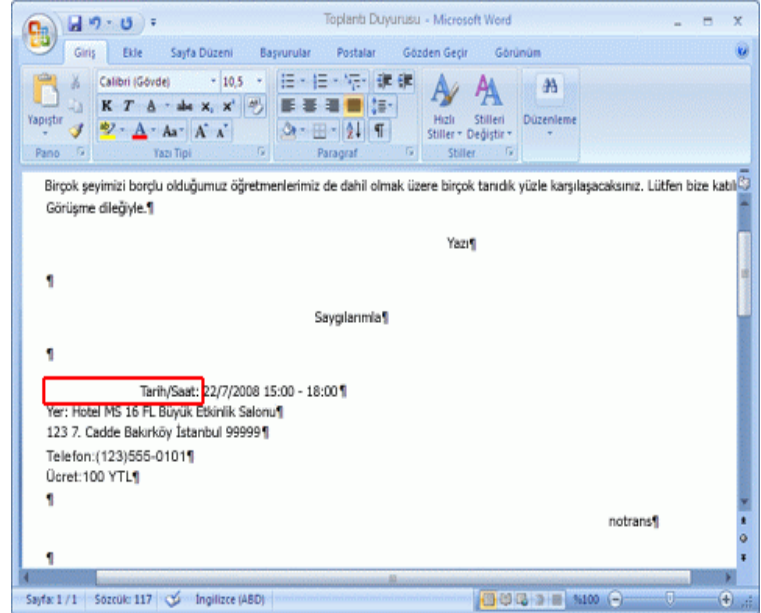 Toplantı Duyurusu - Microsoft Word
Giriş Ekle Sayfa Düzeni Başvurular Postalar Gözden Geçir Görünüm
Calibri (Gövde) 10,5
Yapıştır
K T A abc x, x'
Aa A A
Hızlı Stiller Stilleri Değiştir Düzenleme
Pano Yazı Tipi Paragraf Stiller
Birçok şeyimizi borçlu olduğumuz öğretmenlerimiz de dahil olmak üzere birçok tanıdık yüzle karşılaşacaksınız. Lütfen bize katılı
Görüşme dileğiyle.¶
Yazı¶
¶
Saygılarımla¶
¶
Tarih/Saat: 22/7/2008 15:00 - 18:00¶
Yer: Hotel MS 16 FL Büyük Etkinlik Salonu¶
123 7. Cadde Bakırköy İstanbul 99999¶
Telefon:(123)555-0101¶
Ücret:100 YTL¶
¶
notrans¶
¶
Sayfa: 1 / 1 Sözcük: 117 İngilizce (ABD) %100